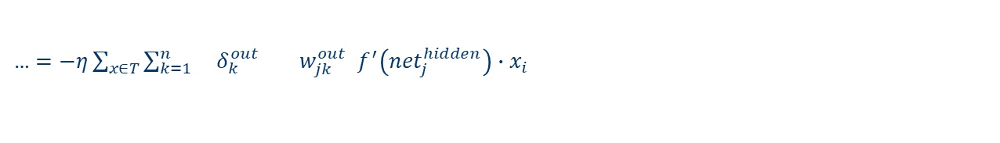 ... = −η ∑_{x∈T} ∑_{k=1}^{n} δ_k^{out} w_{jk}^{out} f′(net_j^{hidden}) · x_i